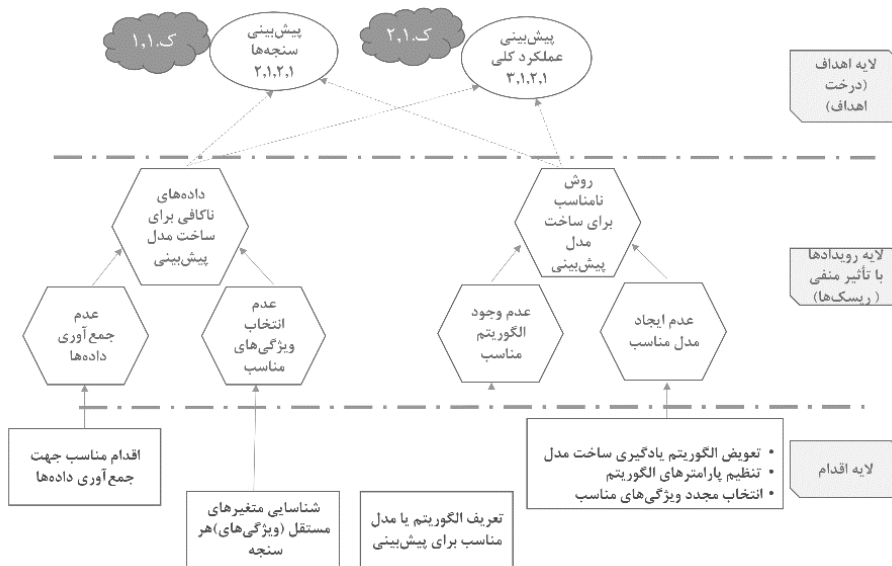 ک.۱,۱
پیش‌بینی
سنجه‌ها
۲,۱,۲,۱
ک.۲,۱
پیش‌بینی
عملکرد کلی
۳,۱,۲,۱
لایه اهداف
(درخت
اهداف)
داده‌های
ناکافی برای
ساخت مدل
پیش‌بینی
روش
نامناسب
برای ساخت
مدل
پیش‌بینی
لایه رویدادها
با تأثیر منفی
(ریسک‌ها)
عدم
جمع‌آوری
داده‌ها
عدم
انتخاب
ویژگی‌های
مناسب
عدم وجود
الگوریتم
مناسب
عدم ایجاد
مدل مناسب
اقدام مناسب جهت
جمع‌آوری داده‌ها
شناسایی متغیرهای
مستقل (ویژگی‌های)هر
سنجه
تعریف الگوریتم یا مدل
مناسب برای پیش‌بینی
• تعویض الگوریتم یادگیری ساخت مدل
• تنظیم پارامترهای الگوریتم
• انتخاب مجدد ویژگی‌های مناسب
لایه اقدام